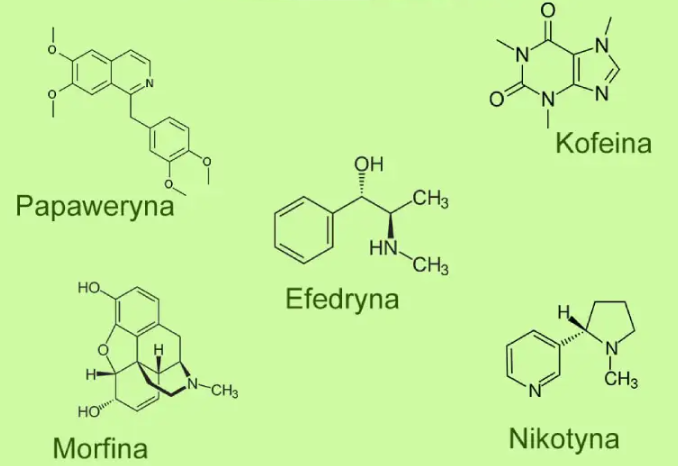 O
N
N
O
N
N
Kofeina
O
O
N
O
O
Papaweryna
OH
CH3
HN
CH3
Efedryna
HO
O
H
H
N
CH3
HO
Morfina
H
N
CH3
N
Nikotyna